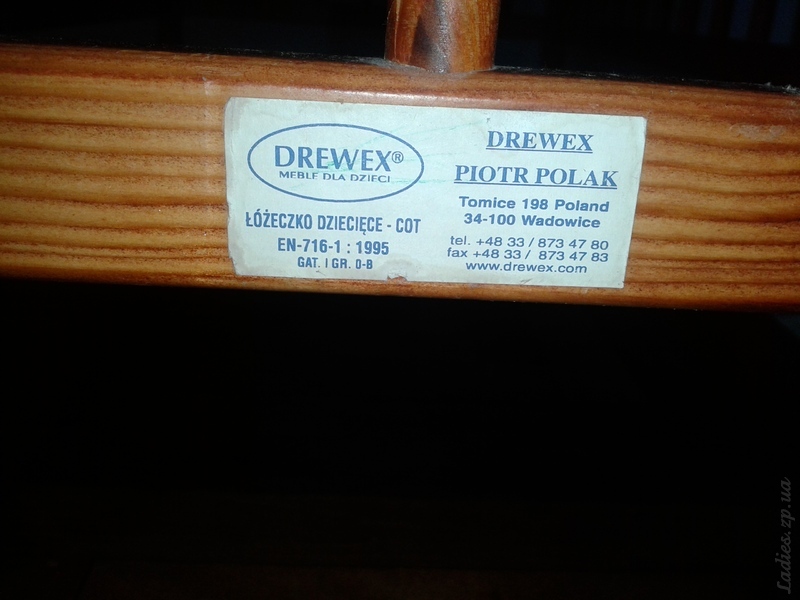 DREWEX®
MEBLE DLA DZIECI
ŁÓŻECZKO DZIECIĘCE - COT
EN-716-1 : 1995
GAT. I GR. 0-B
DREWEX
PIOTR POLAK
Tomice 198 Poland
34-100 Wadowice
tel. +48 33 / 873 47 80
fax +48 33 / 873 47 83
www.drewex.com
Ladies.zp.ua